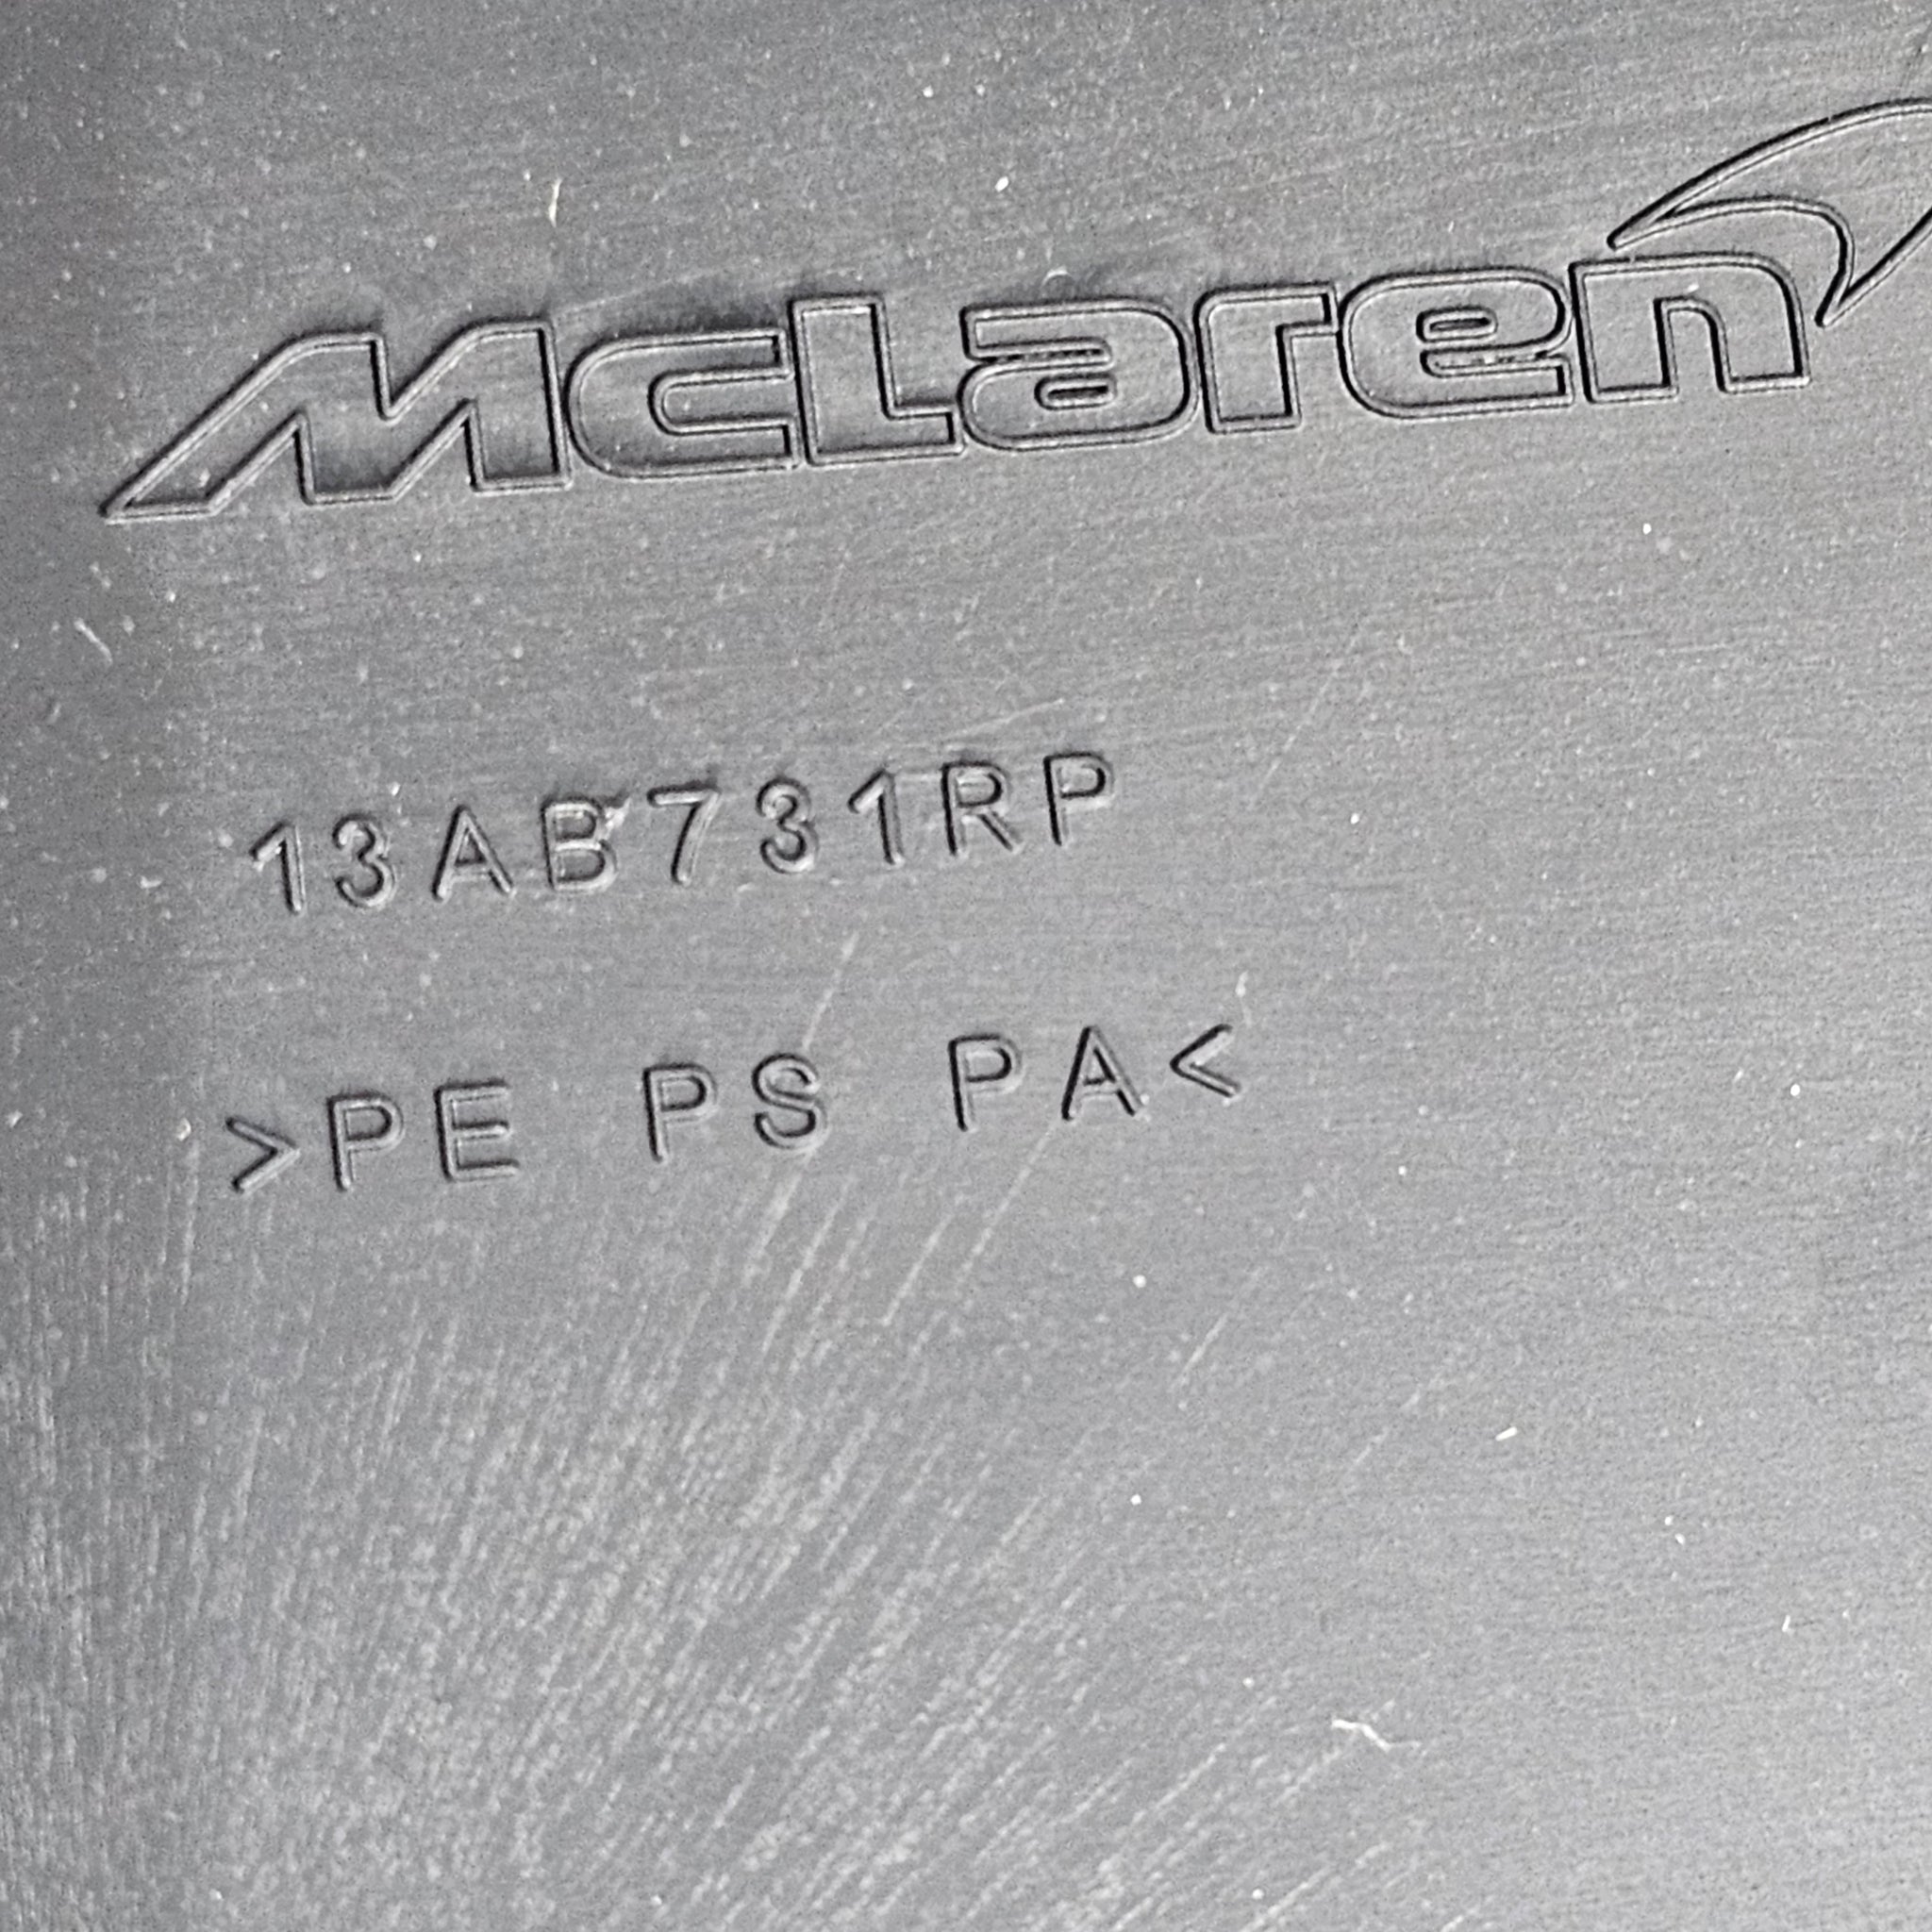 McLaren
13AB731RP
>PE PS PA<